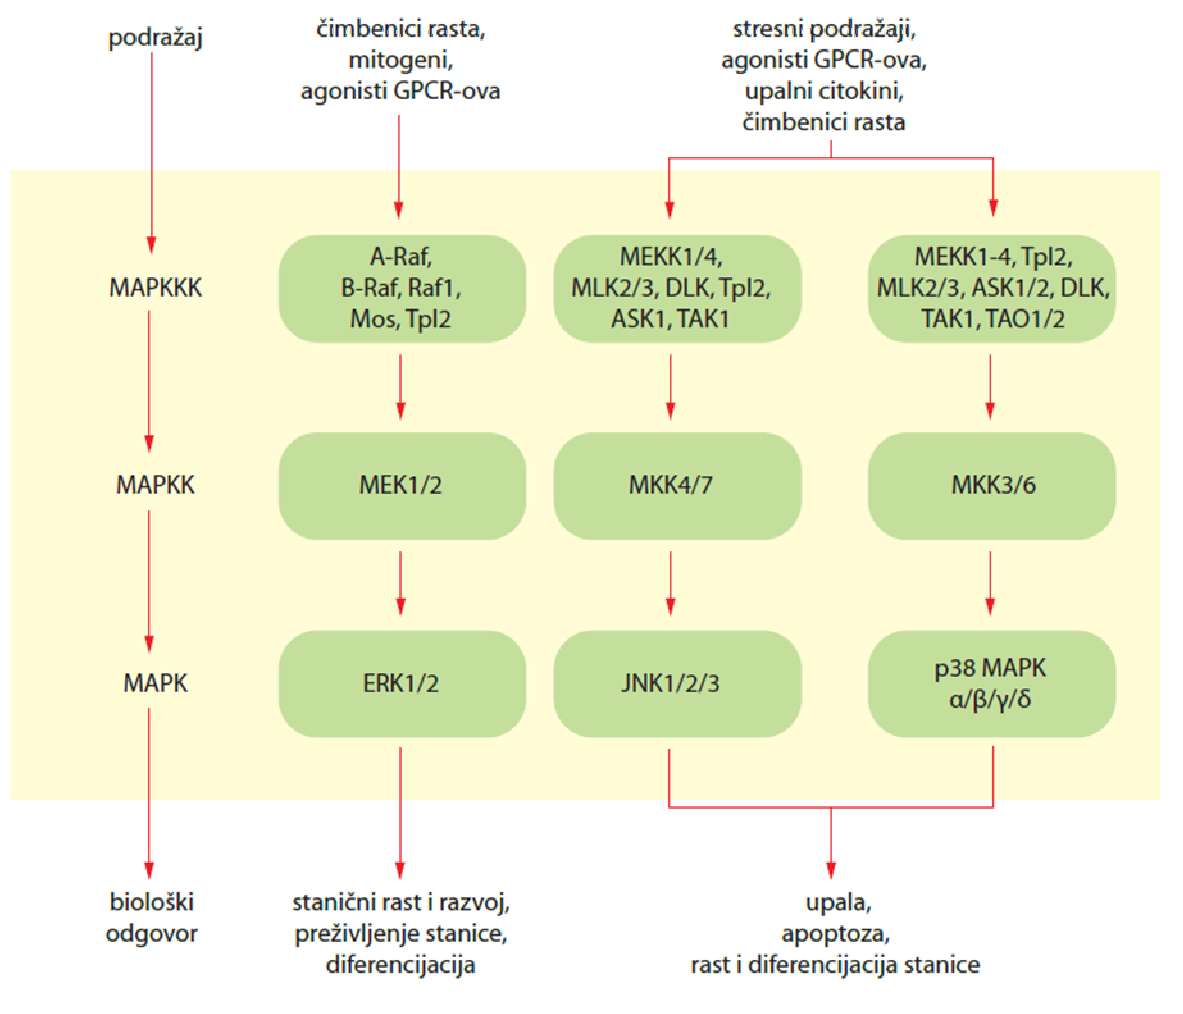 podražaj
čimbenici rasta,
mitogeni,
agonisti GPCR-ova
stresni podražaji,
agonisti GPCR-ova,
upalni citokini,
čimbenici rasta
MAPKKK
A-Raf,
B-Raf, Raf1,
Mos, Tpl2
MEKK1/4,
MLK2/3, DLK, Tpl2,
ASK1, TAK1
MEKK1-4, Tpl2,
MLK2/3, ASK1/2, DLK,
TAK1, TAO1/2
MAPKK
MEK1/2
MKK4/7
MKK3/6
MAPK
ERK1/2
JNK1/2/3
p38 MAPK
α/β/γ/δ
biološki
odgovor
stanični rast i razvoj,
preživljenje stanice,
diferencijacija
upala,
apoptoza,
rast i diferencijacija stanice